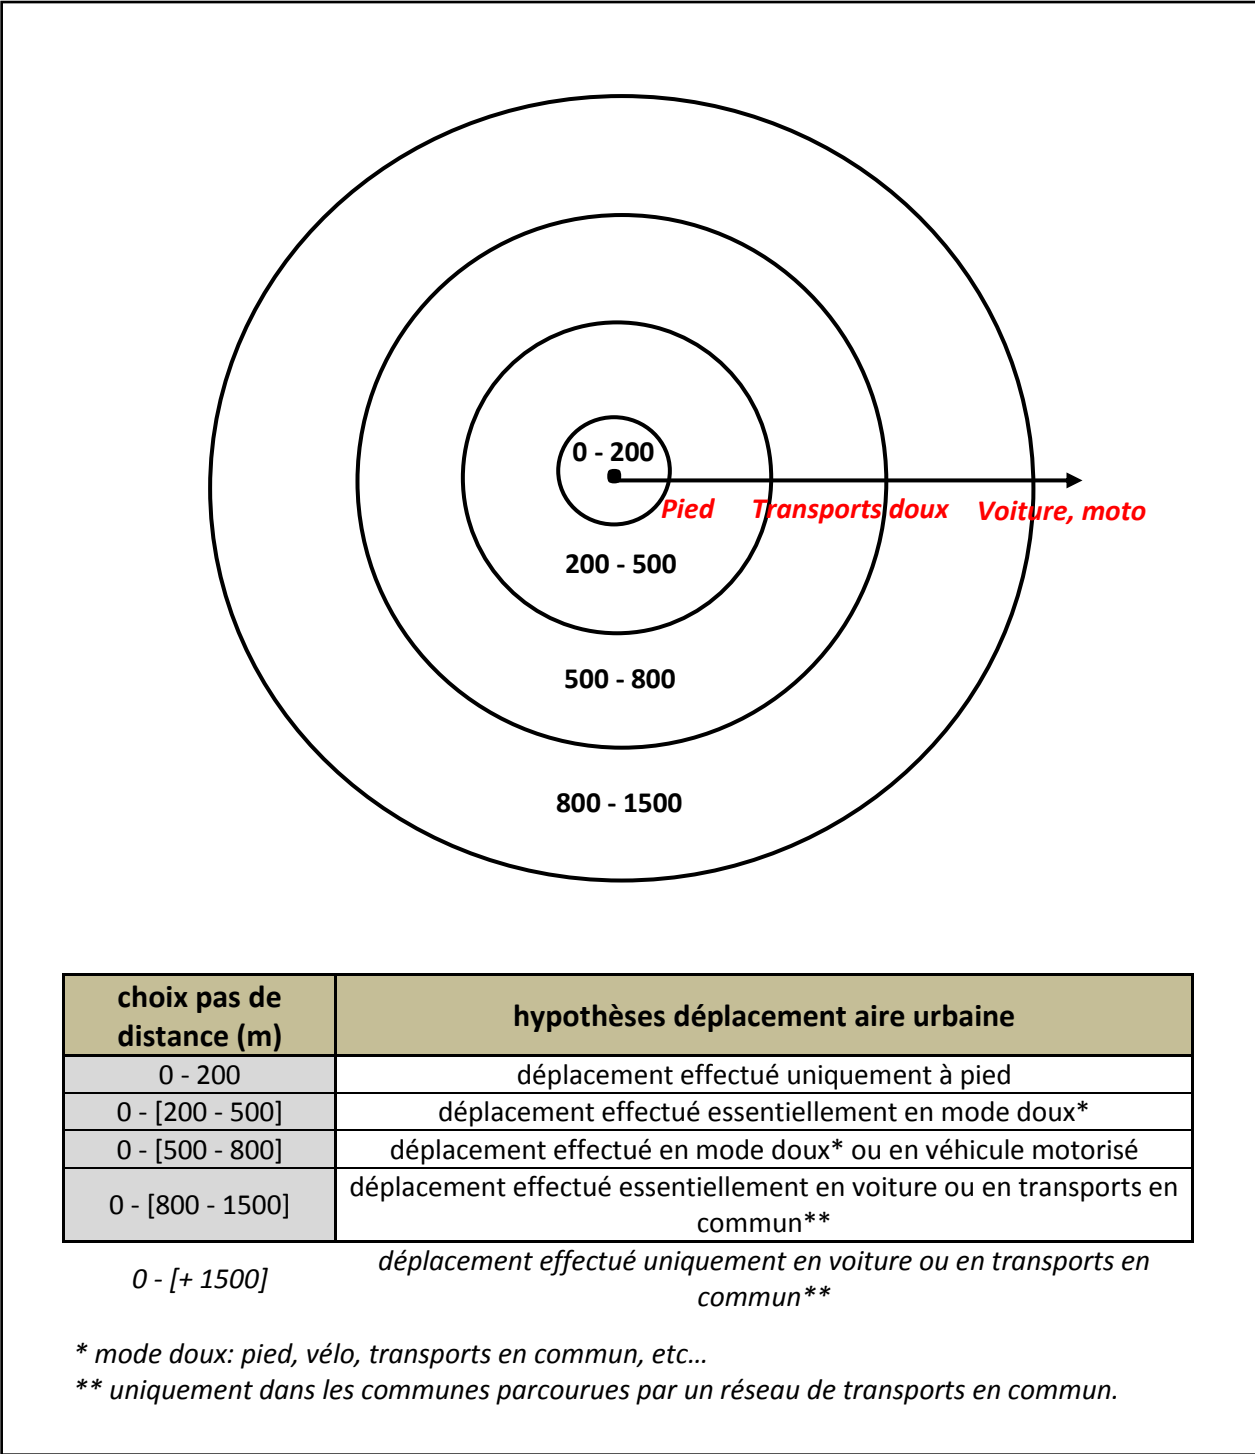 0 - 200
Pied Transports doux Voiture, moto
200 - 500
500 - 800
800 - 1500
choix pas de
distance (m)
hypothèses déplacement aire urbaine
0 - 200
déplacement effectué uniquement à pied
0 - [200 - 500]
déplacement effectué essentiellement en mode doux*
0 - [500 - 800]
déplacement effectué en mode doux* ou en véhicule motorisé
0 - [800 - 1500]
déplacement effectué essentiellement en voiture ou en transports en
commun**
0 - [+ 1500]
déplacement effectué uniquement en voiture ou en transports en
commun**
* mode doux: pied, vélo, transports en commun, etc...
** uniquement dans les communes parcourues par un réseau de transports en commun.